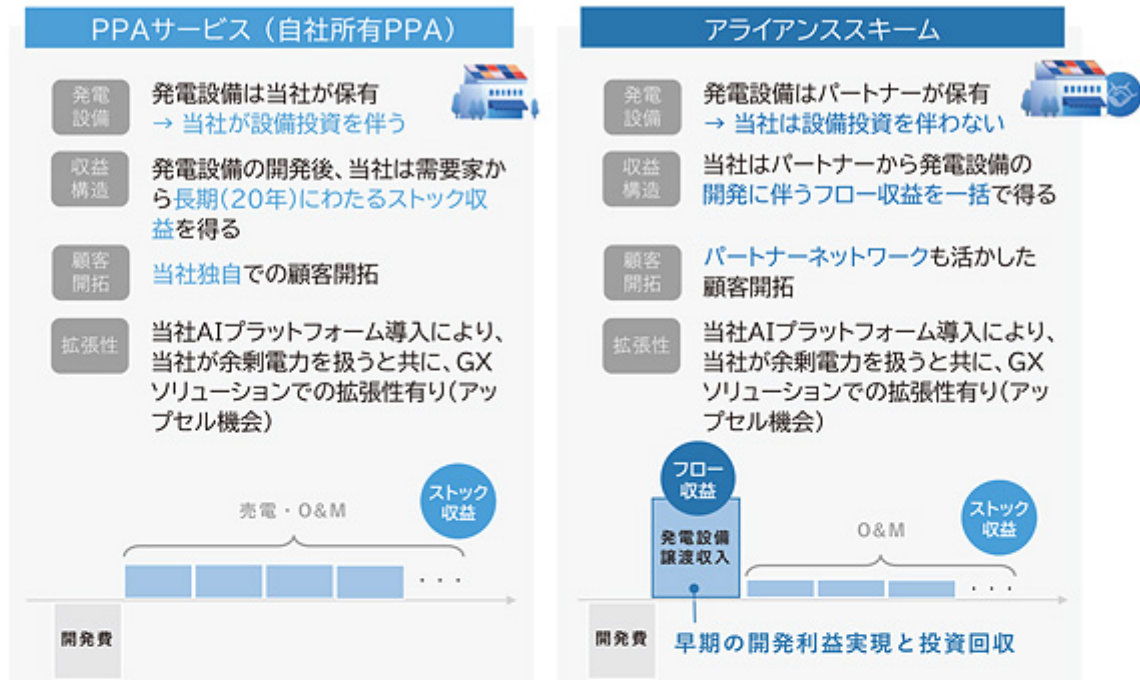 PPAサービス（自社所有PPA）
発電
設備
発電設備は当社が保有
→ 当社が設備投資を伴う
収益
構造
発電設備の開発後、当社は需要家か
ら長期(20年)にわたるストック収
益を得る
顧客
開拓
当社独自での顧客開拓
拡張性
当社AIプラットフォーム導入により、
当社が余剰電力を扱うと共に、GX
ソリューションでの拡張性有り(アッ
プセル機会)
売電・O&M
ストック
収益
・・・
開発費
アライアンススキーム
発電
設備
発電設備はパートナーが保有
→ 当社は設備投資を伴わない
収益
構造
当社はパートナーから発電設備の
開発に伴うフロー収益を一括で得る
顧客
開拓
パートナーネットワークも活かした
顧客開拓
拡張性
当社AIプラットフォーム導入により、
当社が余剰電力を扱うと共に、GX
ソリューションでの拡張性有り(アッ
プセル機会)
フロー
収益
発電設備
譲渡収入
O&M
ストック
収益
・・・
開発費
早期の開発利益実現と投資回収